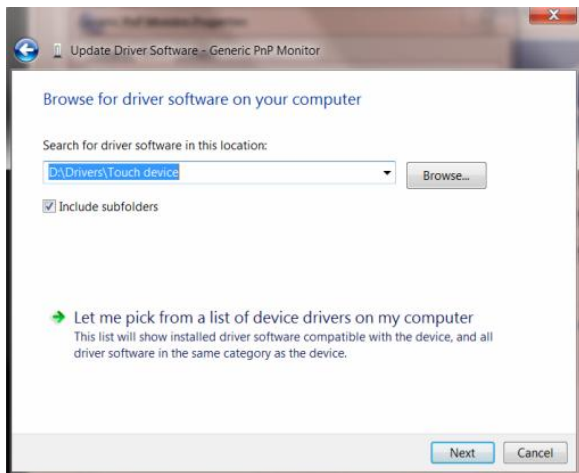 Update Driver Software - Generic PnP Monitor
Browse for driver software on your computer
Search for driver software in this location:
D:\Drivers\Touch device
Browse...
Include subfolders
Let me pick from a list of device drivers on my computer
This list will show installed driver software compatible with the device, and all
driver software in the same category as the device.
Next
Cancel